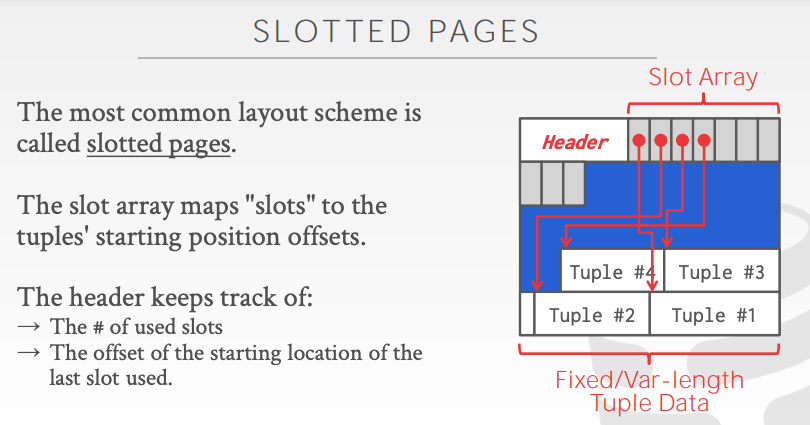 SLOTTED PAGES
The most common layout scheme is
called slotted pages.
The slot array maps "slots" to the
tuples' starting position offsets.
The header keeps track of:
→ The # of used slots
→ The offset of the starting location of the
last slot used.
Slot Array
Header
Tuple #4 Tuple #3
Tuple #2 Tuple #1
Fixed/Var-length
Tuple Data